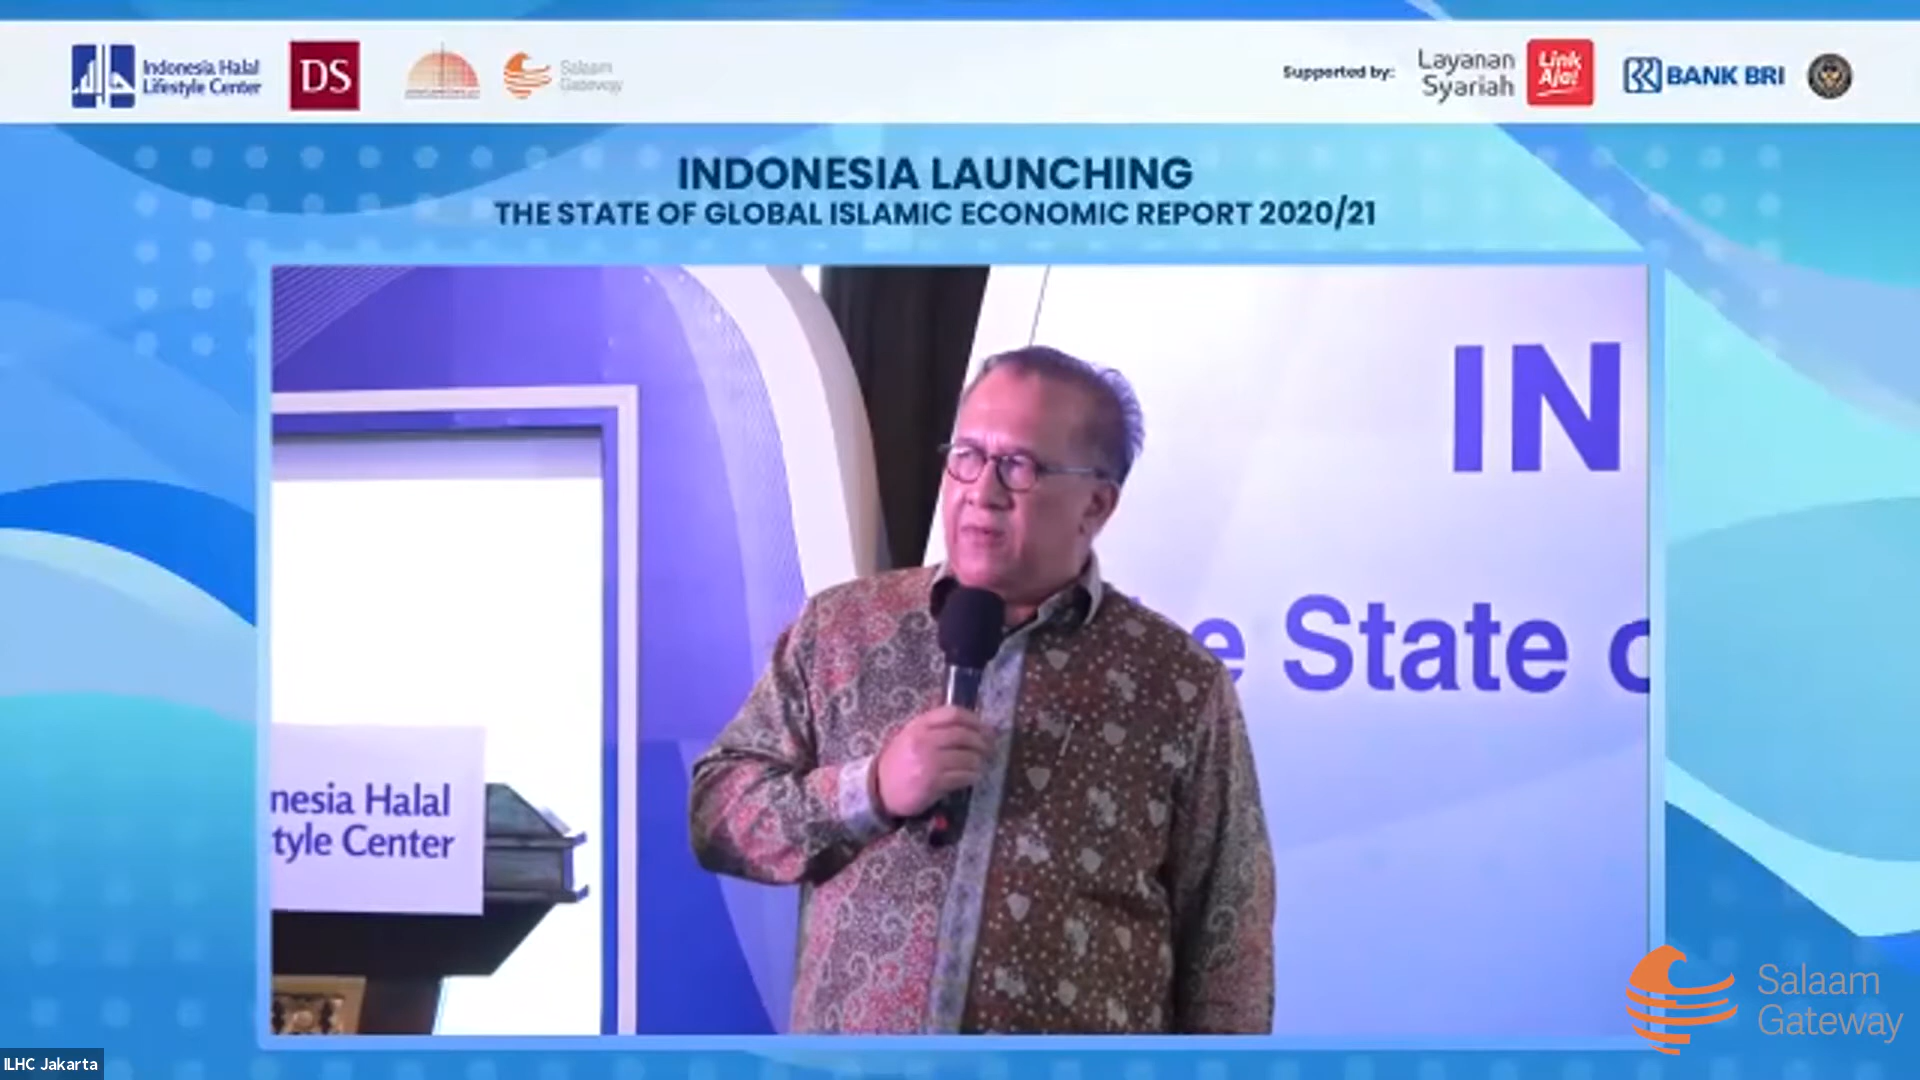 Indonesia Halal
Lifestyle Center
DS
Salaam
Gateway
Supported by:
Layanan
Syariah
Link
Aja!
BANK BRI
INDONESIA LAUNCHING
THE STATE OF GLOBAL ISLAMIC ECONOMIC REPORT 2020/21
IN
e State o
nesia Halal
tyle Center
Salaam
Gateway
ILHC Jakarta